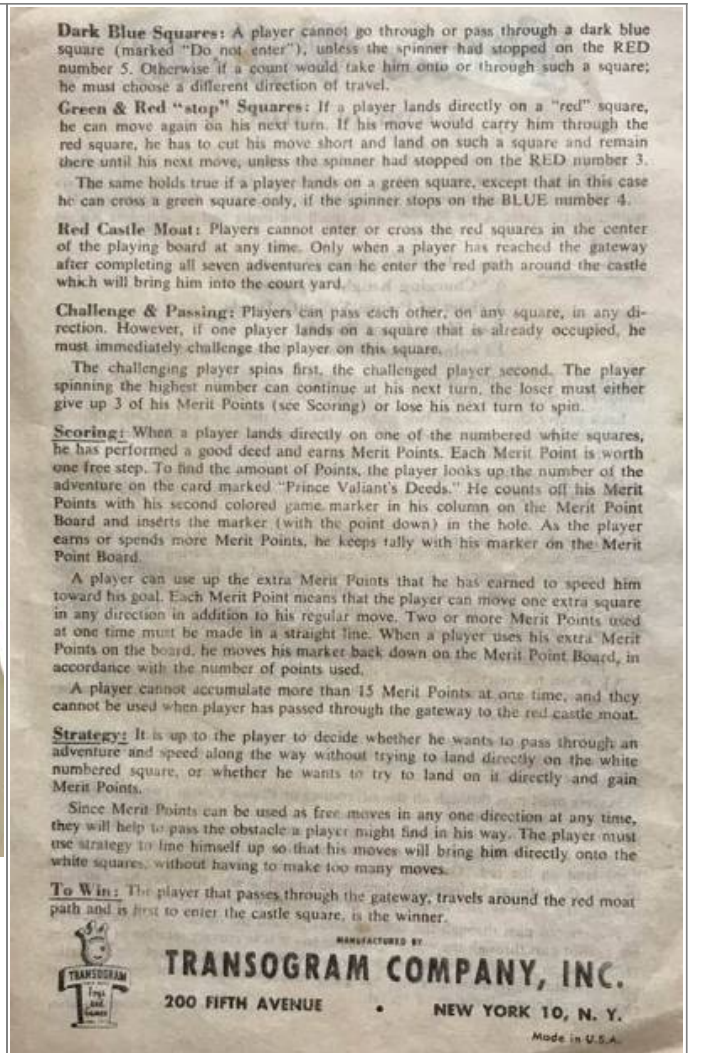 Dark Blue Squares: A player cannot go through or pass through a dark blue
square (marked "Do not enter"), unless the spinner had stopped on the RED
number 5. Otherwise if a count would take him onto or through such a square;
he must choose a different direction of travel.
Green & Red "stop" Squares: If a player lands directly on a "red" square,
he can move again on his next turn. If his move would carry him through the
red square, he has to cut his move short and land on such a square and remain
there until his next move, unless the spinner had stopped on the RED number 3.
The same holds true if a player lands on a green square, except that in this case
he can cross a green square only, if the spinner stops on the BLUE number 4.
Red Castle Moat: Players cannot enter or cross the red squares in the center
of the playing board at any time. Only when a player has reached the gateway
after completing all seven adventures can he enter the red path around the castle
which will bring him into the court yard.
Challenge & Passing: Players can pass each other, on any square, in any di-
rection. However, if one player lands on a square that is already occupied, he
must immediately challenge the player on this square.
The challenging player spins first, the challenged player second. The player
spinning the highest number can continue at his next turn, the loser must either
give up 3 of his Merit Points (see Scoring) or lose his next turn to spin.
Scoring: When a player lands directly on one of the numbered white squares,
he has performed a good deed and earns Merit Points. Each Merit Point is worth
one free step. To find the amount of Points, the player looks up the number of the
adventure on the card marked "Prince Valiant's Deeds." He counts off his Merit
Points with his second colored game marker in his column on the Merit Point
Board and inserts the marker (with the point down) in the hole. As the player
earns or spends more Merit Points, he keeps tally with his marker on the Merit
Point Board.
A player can use up the extra Merit Points that he has earned to speed him
toward his goal. Each Merit Point means that the player can move one extra square
in any direction in addition to his regular move. Two or more Merit Points used
at one time must be made in a straight line. When a player uses his extra Merit
Points on the board, he moves his marker back down on the Merit Point Board, in
accordance with the number of points used.
A player cannot accumulate more than 15 Merit Points at one time, and they
cannot be used when player has passed through the gateway to the red castle moat.
Strategy: It is up to the player to decide whether he wants to pass through an
adventure and speed along the way without trying to land directly on the white
numbered square, or whether he wants to try to land on it directly and gain
Merit Points.
Since Merit Points can be used as free moves in any one direction at any time,
they will help to pass the obstacle a player might find in his way. The player must
use strategy to line himself up so that his moves will bring him directly onto the
white squares, without having to make too many moves.
To Win: The player that passes through the gateway, travels around the red moat
path and is first to enter the castle square, is the winner.
MANUFACTURED BY
TRANSOGRAM COMPANY, INC.
TRANSOGRAM
Toys
and
Games
200 FIFTH AVENUE • NEW YORK 10, N. Y.
Made in U.S.A.